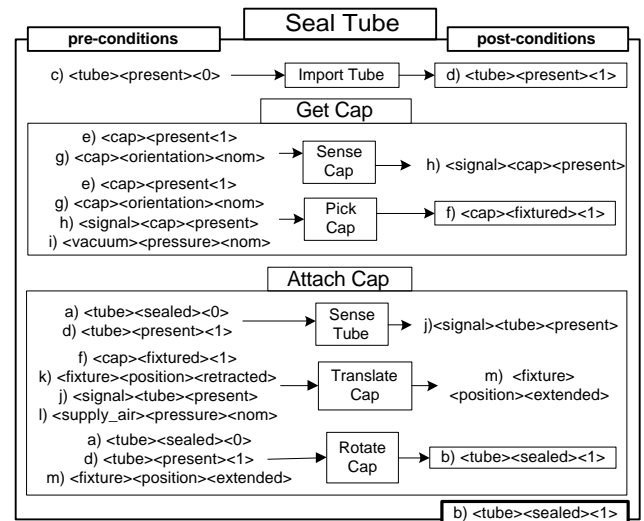 Seal Tube
pre-conditions
post-conditions
c) <tube><present><0>
Import Tube
d) <tube><present><1>
Get Cap
e) <cap><present<1>
g) <cap><orientation><nom>
Sense
Cap
h) <signal><cap><present>
e) <cap><present<1>
g) <cap><orientation><nom>
h) <signal><cap><present>
i) <vacuum><pressure><nom>
Pick
Cap
f) <cap><fixtured><1>
Attach Cap
a) <tube><sealed><0>
d) <tube><present><1>
Sense
Tube
j)<signal><tube><present>
f) <cap><fixtured><1>
k) <fixture><position><retracted>
j) <signal><tube><present>
l) <supply_air><pressure><nom>
Translate
Cap
m) <fixture>
<position><extended>
a) <tube><sealed><0>
d) <tube><present><1>
m) <fixture><position><extended>
Rotate
Cap
b) <tube><sealed><1>
b) <tube><sealed><1>